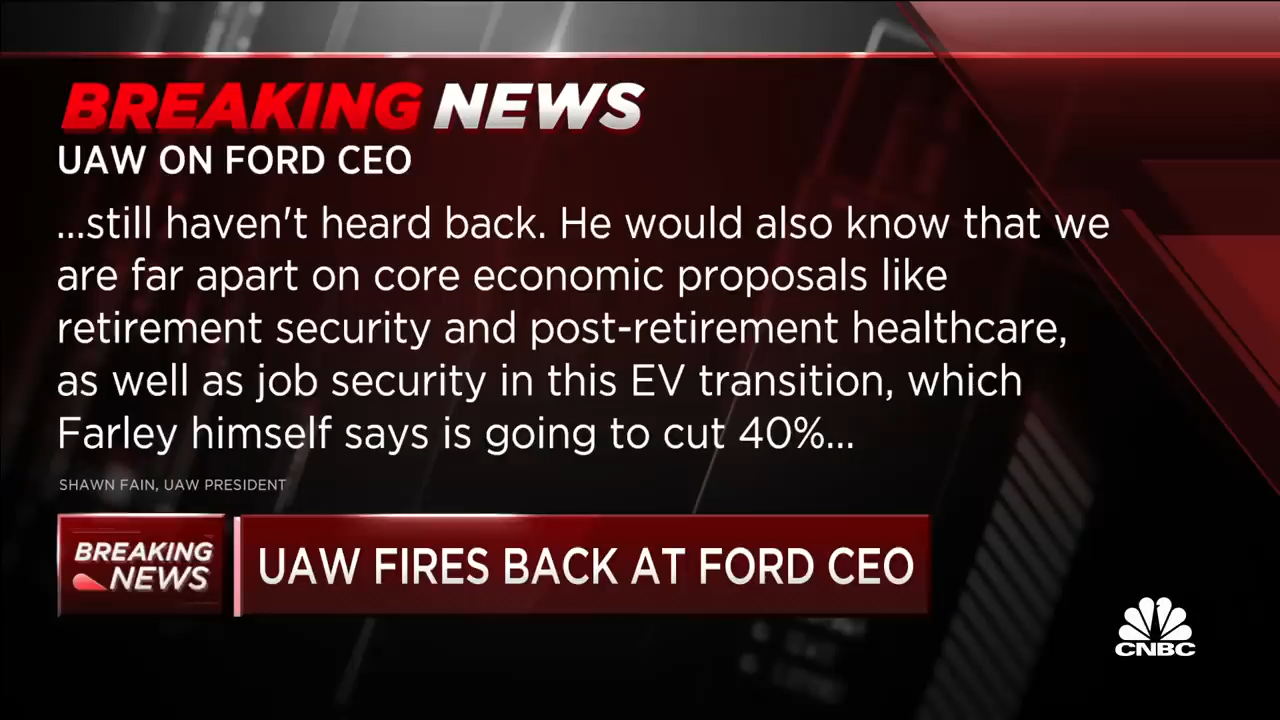 BREAKING NEWS
UAW ON FORD CEO
...still haven't heard back. He would also know that we
are far apart on core economic proposals like
retirement security and post-retirement healthcare,
as well as job security in this EV transition, which
Farley himself says is going to cut 40%...
SHAWN FAIN, UAW PRESIDENT
BREAKING
NEWS
UAW FIRES BACK AT FORD CEO
CNBC